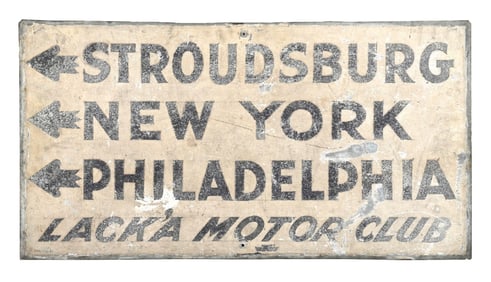 STROUDSBURG
NEW YORK
PHILADELPHIA
LACK'A MOTOR CLUB